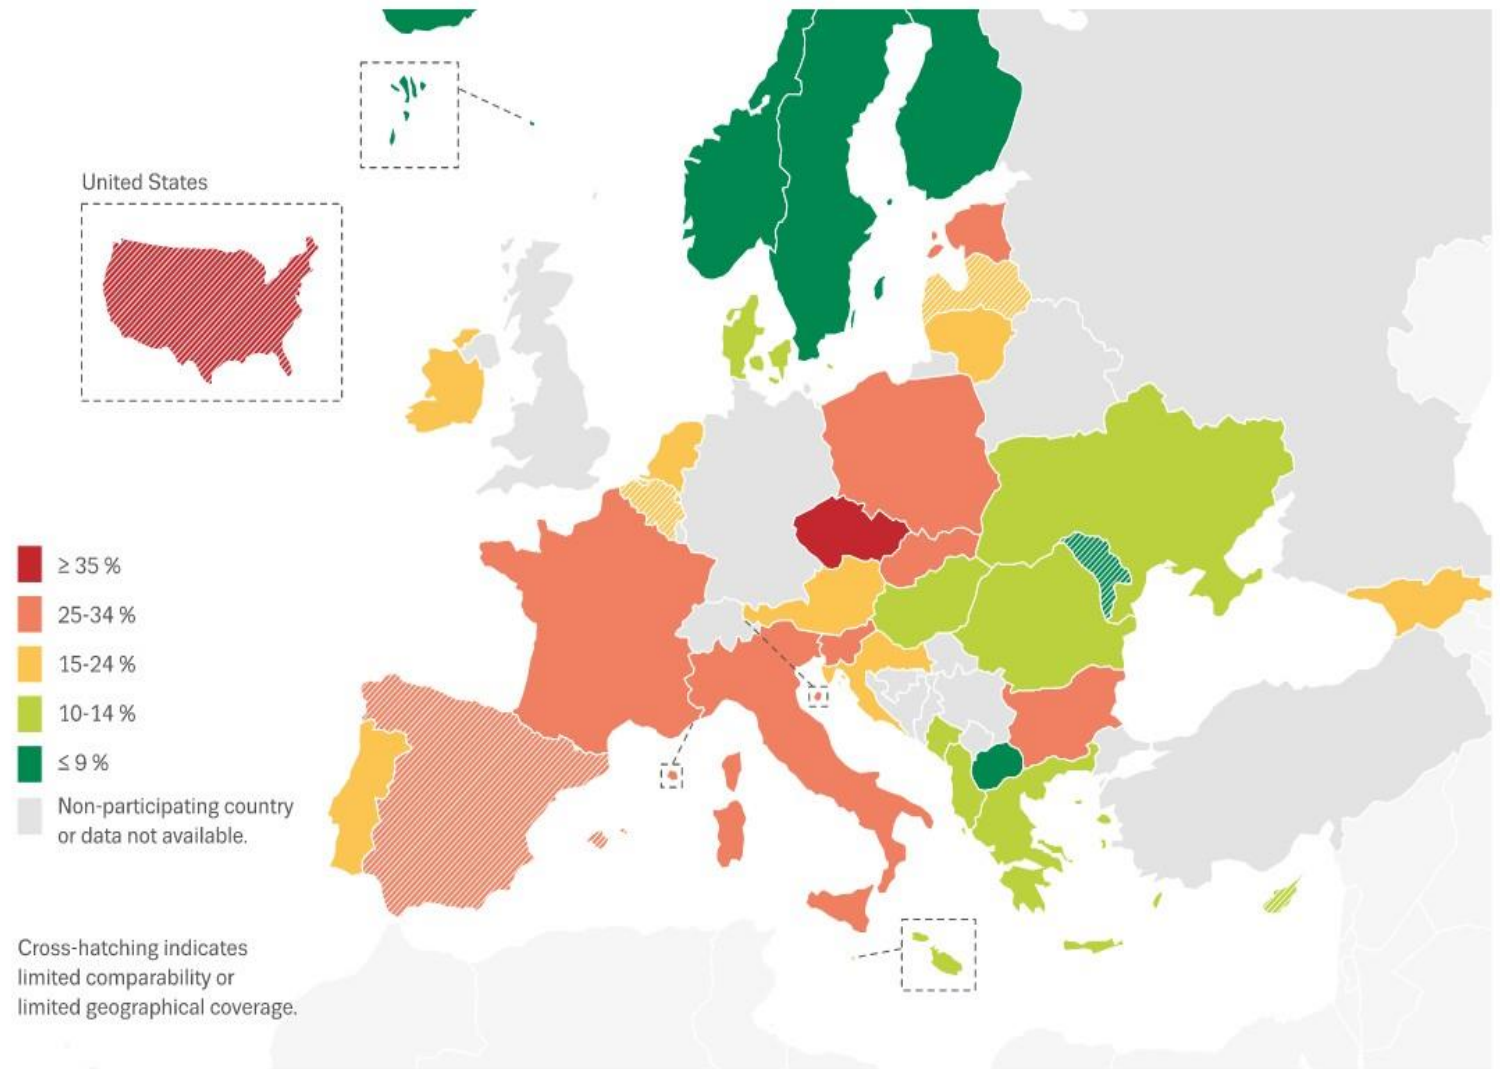 United States
≥ 35 %
25-34 %
15-24 %
10-14 %
≤ 9 %
Non-participating country
or data not available.
Cross-hatching indicates
limited comparability or
limited geographical coverage.